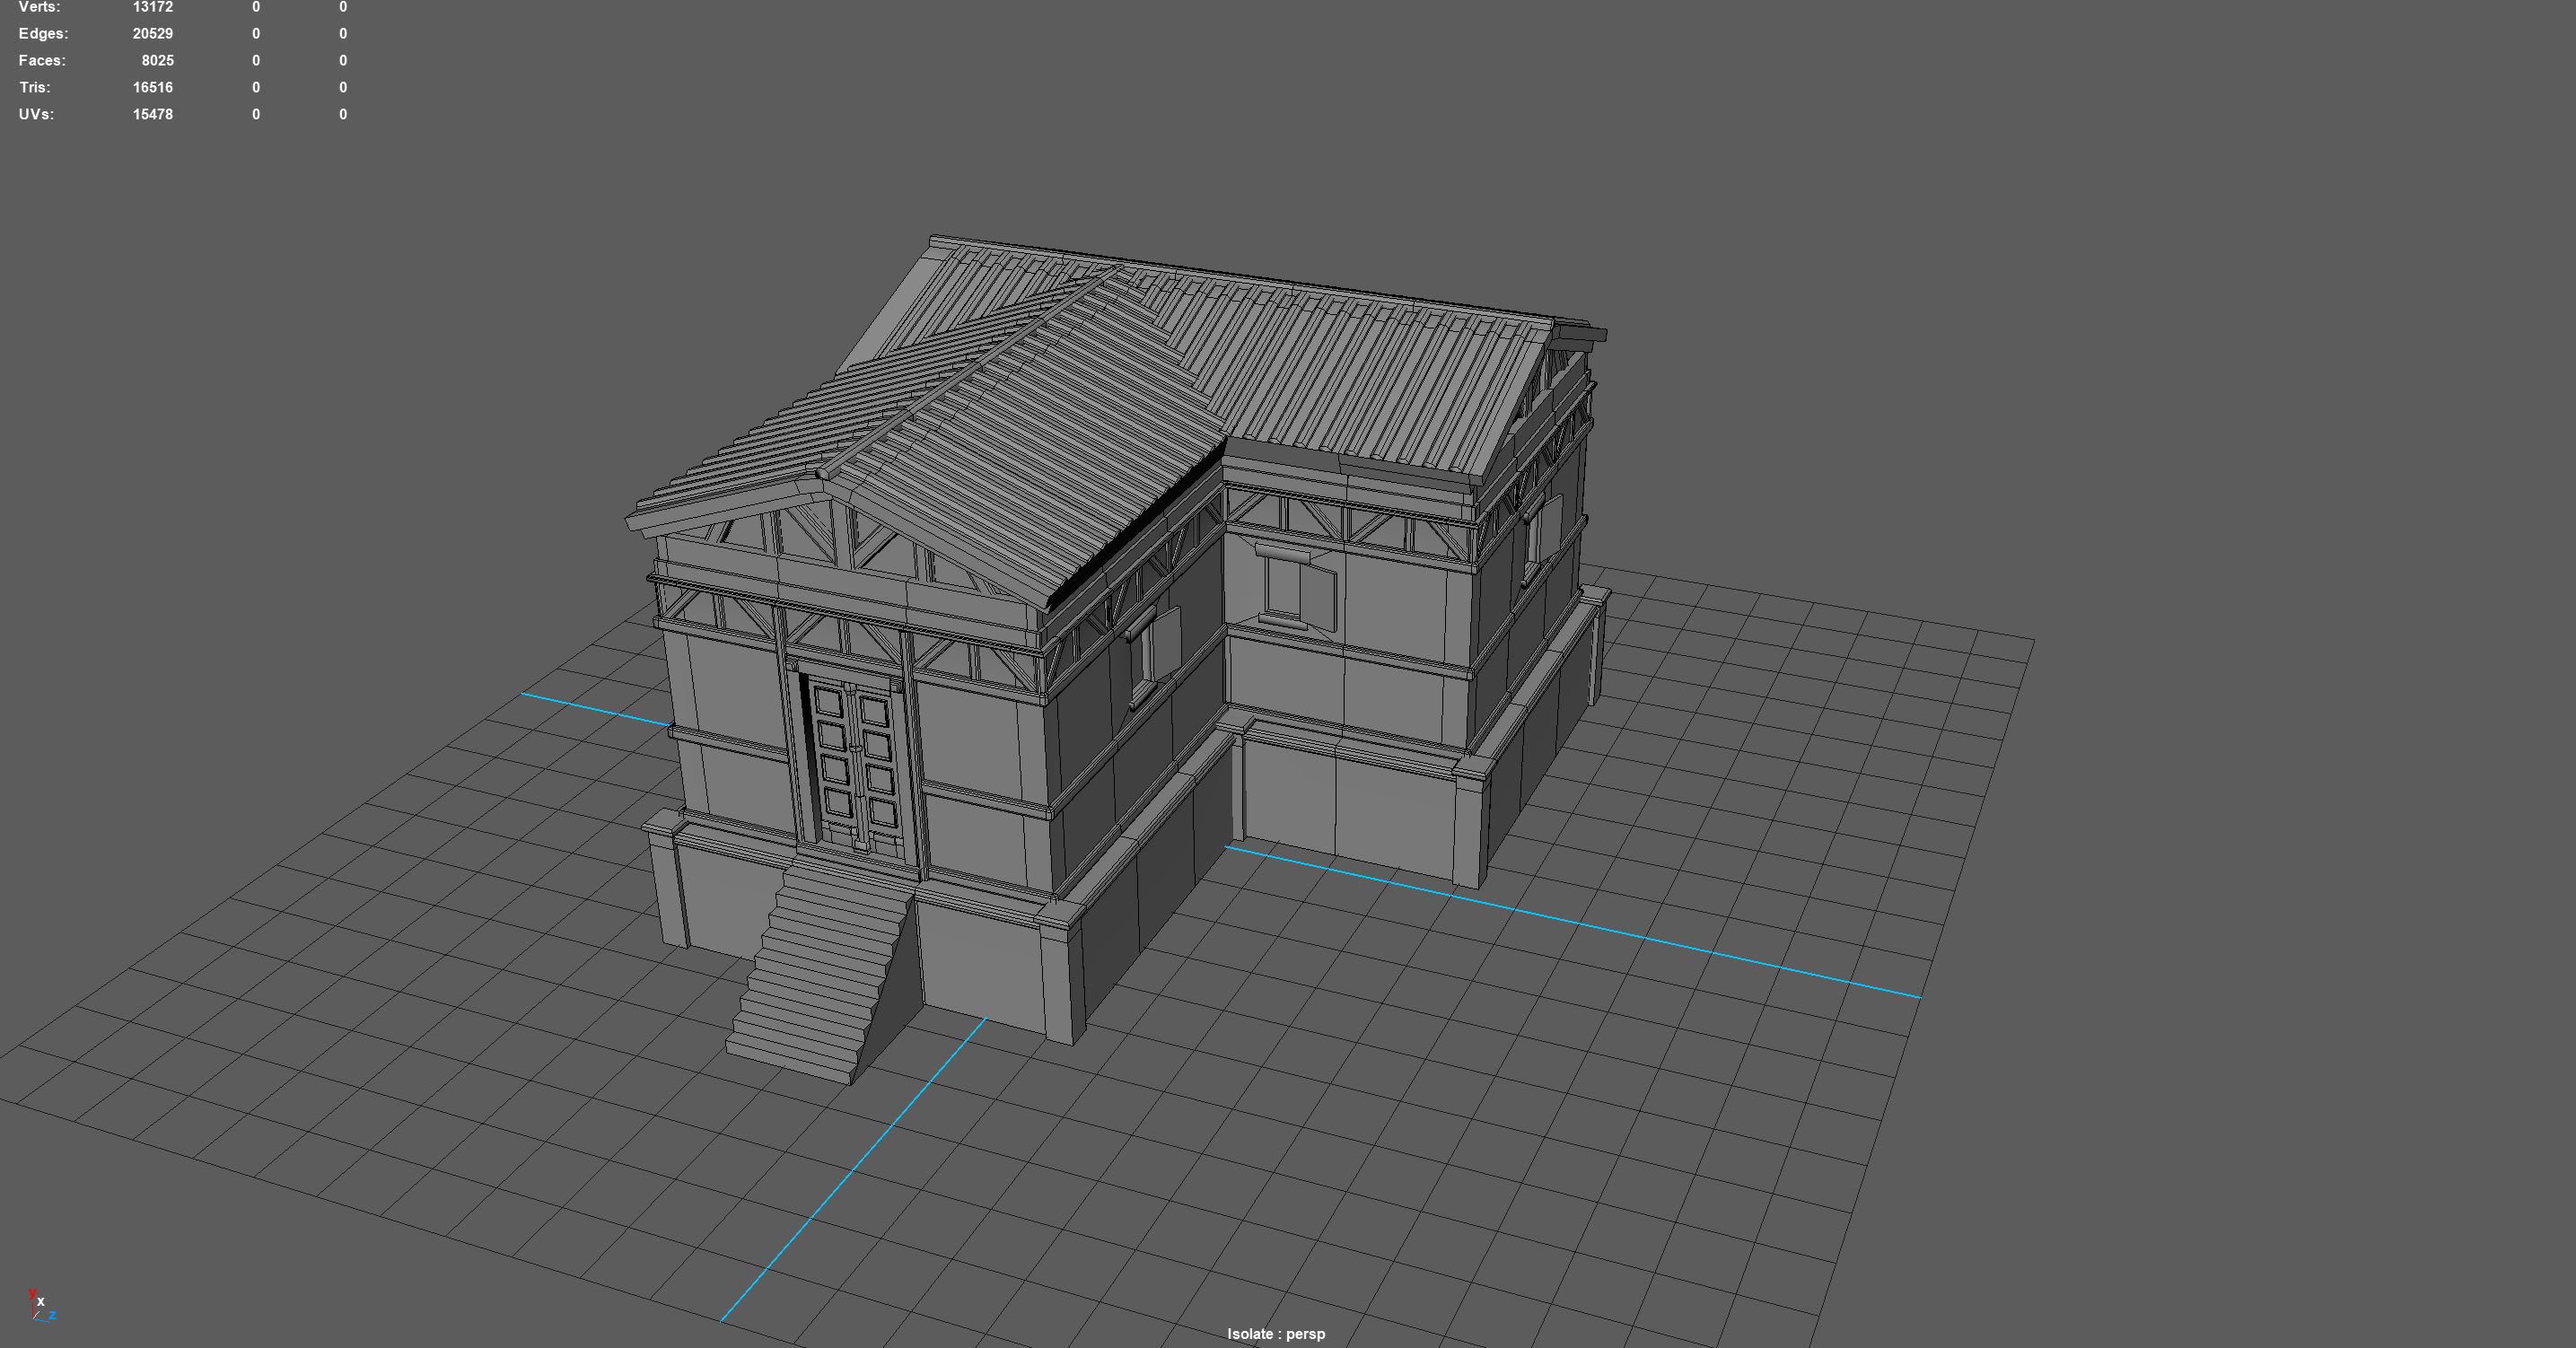 Verts: 13172 0 0
Edges: 20529 0 0
Faces: 8025 0 0
Tris: 16516 0 0
UVs: 15478 0 0
y
x
z
Isolate : persp